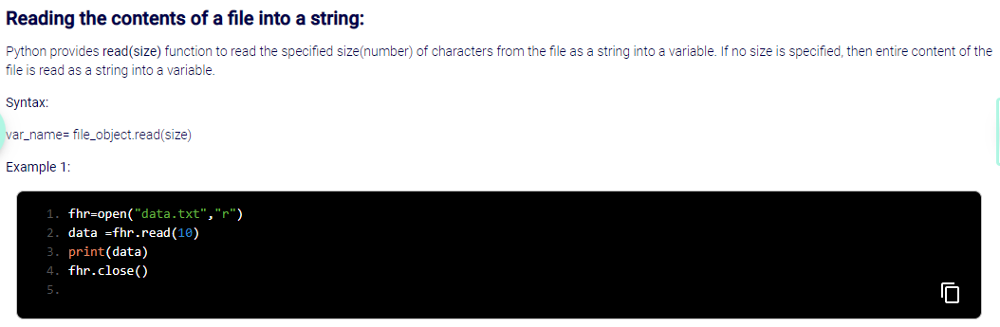 Reading the contents of a file into a string:
Python provides read(size) function to read the specified size(number) of characters from the file as a string into a variable. If no size is specified, then entire content of the
file is read as a string into a variable.
Syntax:
var_name= file_object.read(size)
Example 1:
1. fhr=open("data.txt","r")
2. data =fhr.read(10)
3. print(data)
4. fhr.close()
5.